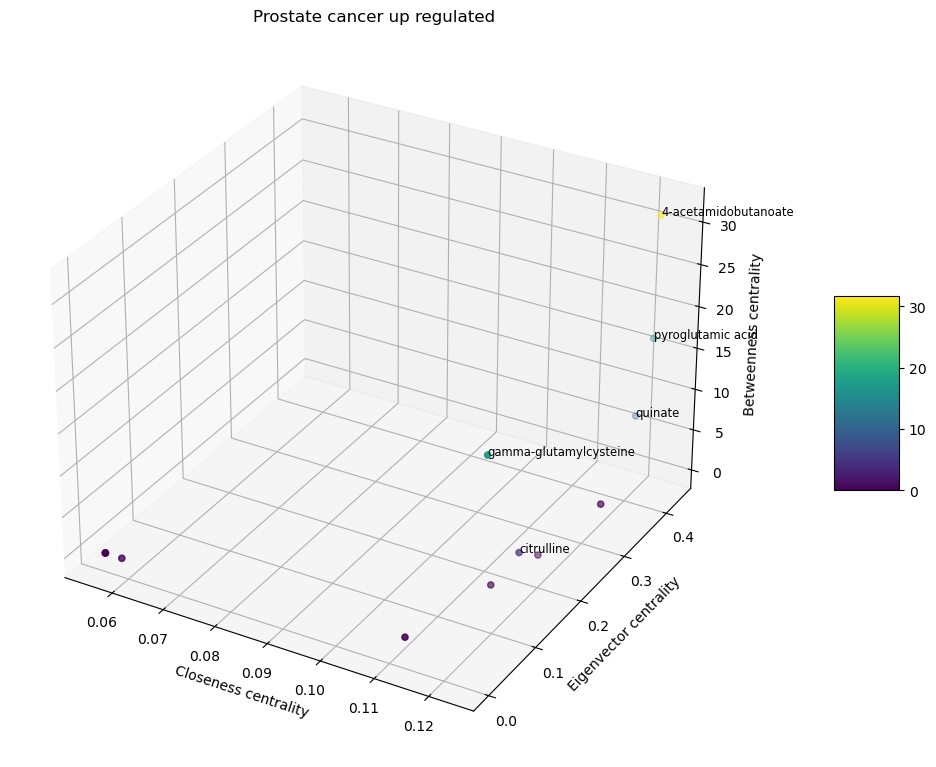 Prostate cancer up regulated
4-acetamidobutanoate
pyroglutamic acid
quinate
gamma-glutamylcysteine
citrulline
0.06
0.07
0.08
0.09
0.10
0.11
0.12
Closeness centrality
0.0
0.1
0.2
0.3
0.4
Eigenvector centrality
0
5
10
15
20
25
30
Betweenness centrality
30
20
10
0